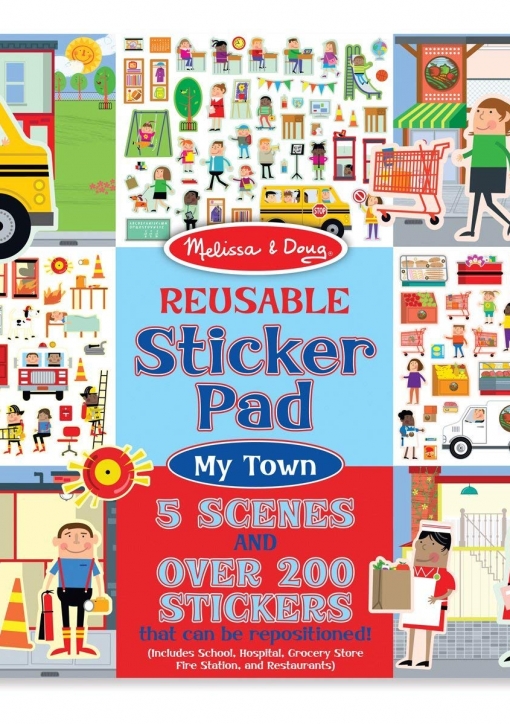 STOP
Melissa & Doug®
REUSABLE
Sticker
Pad
My Town
5 SCENES
AND
OVER 200
STICKERS
that can be repositioned!
(Includes School, Hospital, Grocery Store
Fire Station, and Restaurants)